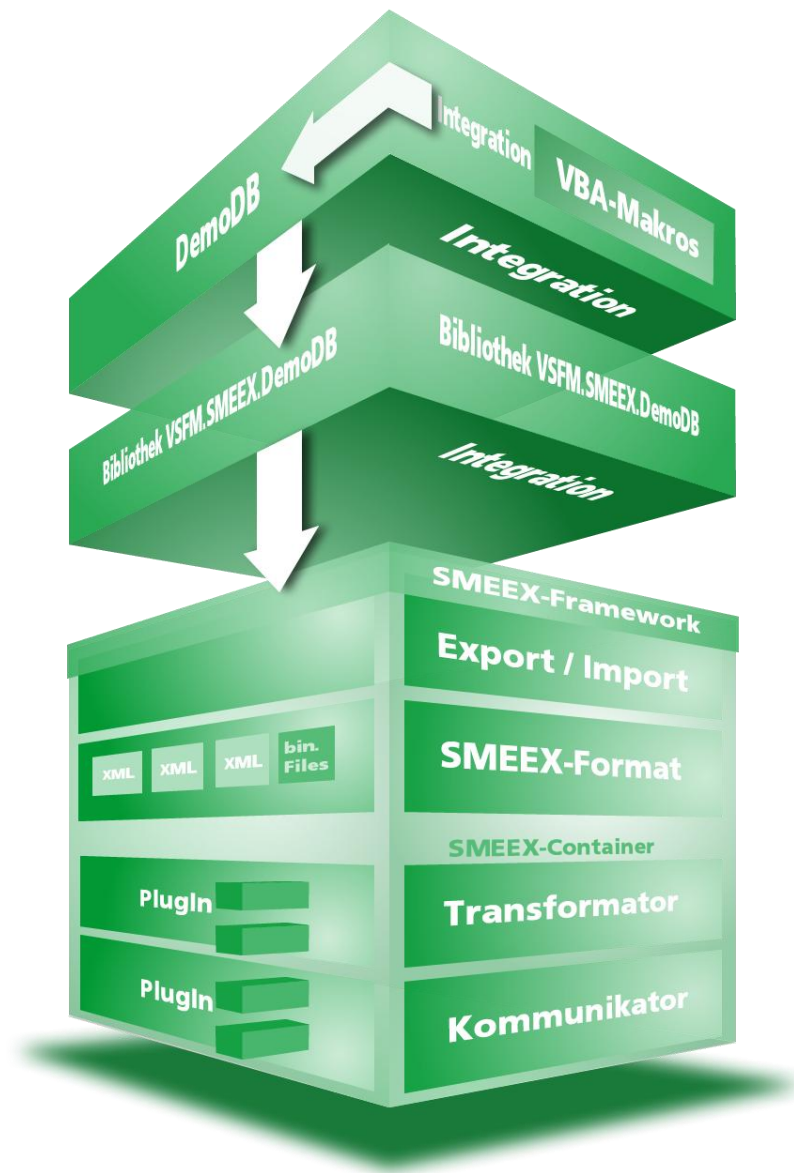 Integration
VBA-Makros
DemoDB
Integration
Bibliothek VSFM.SMEEX.DemoDB
Bibliothek VSFM.SMEEX.DemoDB
Integration
SMEEX-Framework
Export / Import
XML
XML
XML
bin.
Files
SMEEX-Format
SMEEX-Container
PlugIn
Transformator
PlugIn
Kommunikator